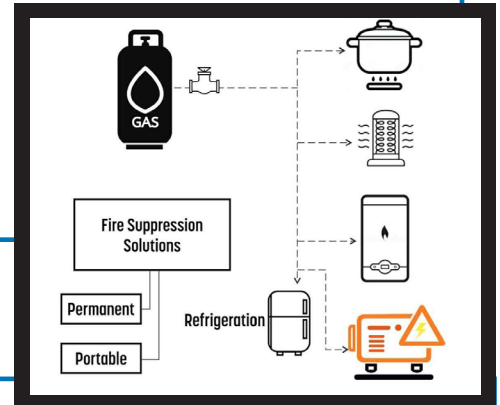 GAS
Fire Suppression
Solutions
Permanent
Refrigeration
Portable